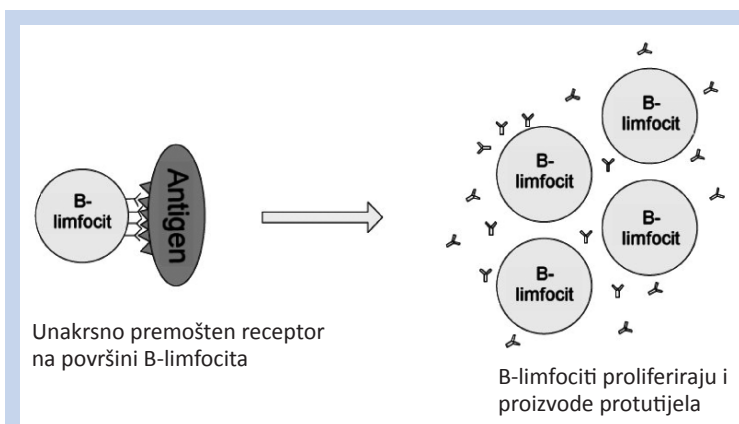 B-
limfocit
Antigen
Unakrsno premošten receptor
na površini B-limfocita
B-
limfocit
B-
limfocit
B-
limfocit
B-
limfocit
B-limfociti proliferiraju i
proizvode protutijela